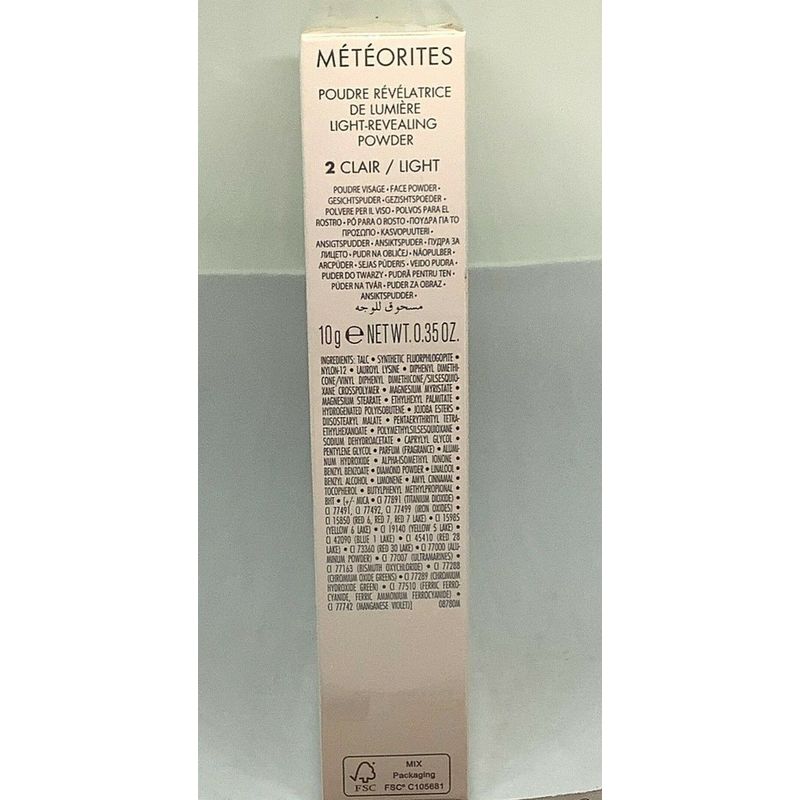 MÉTÉORITES
POUDRE RÉVÉLATRICE
DE LUMIÈRE
LIGHT-REVEALING
POWDER
2 CLAIR / LIGHT
POUDRE VISAGE • FACE POWDER •
GESICHTSPUDER • GEZISHTSPOEDER •
POLVERE PER IL VISO • POLVOS PARA EL
ROSTRO • PÓ PARA O ROSTO • ΠΟΥΔΡΑ ΓΙΑ ΤΟ
ΠΡΟΣΩΠΟ • KASVOPUUTERI •
ANSIGTSPUDDER • ANSIKTSPUDER • ПУДРА ЗА
ЛИЦЕТО • PUDR NA OBLIČEJ • NÄOPULBER •
ARCPÚDER • SEJAS PŪDERIS • VEIDO PUDRA •
PUDER DO TWARZY • PUDRĂ PENTRU TEN •
PÚDER NA TVÁR • PUDER ZA OBRAZ •
ANSIKTSPUDDER •
مسحوق للوجه
10g ℮ NETWT. 0.35 OZ.
INGREDIENTS: TALC • SYNTHETIC FLUORPHLOGOPITE •
NYLON-12 • LAUROYL LYSINE • DIPHENYL DIMETHI-
CONE/VINYL DIPHENYL DIMETHICONE/SILSESQUIO-
XANE CROSSPOLYMER • MAGNESIUM MYRISTATE •
MAGNESIUM STEARATE • ETHYLHEXYL PALMITATE
HYDROGENATED POLYISOBUTENE • JOJOBA ESTERS •
DIISOSTEARYL MALATE • PENTAERYTHRITYL TETRA-
ETHYLHEXANOATE • POLYMETHYLSILSESQUIOXANE •
SODIUM DEHYDROACETATE • CAPRYLYL GLYCOL •
PENTYLENE GLYCOL • PARFUM (FRAGRANCE) • ALUMI-
NUM HYDROXIDE • ALPHA-ISOMETHYL IONONE •
BENZYL BENZOATE • DIAMOND POWDER • LINALOOL
BENZYL ALCOHOL • LIMONENE • AMYL CINNAMAL
TOCOPHEROL • BUTYLPHENYL METHYLPROPIONAL •
BHT • [+/- MICA • CI 77891 (TITANIUM DIOXIDE) •
CI 77491, CI 77492, CI 77499 (IRON OXIDES) •
CI 15850 (RED 6, RED 7, RED 7 LAKE) • CI 15985
(YELLOW 6 LAKE) • CI 19140 (YELLOW 5 LAKE) •
CI 42090 (BLUE 1 LAKE) • CI 45410 (RED 28
LAKE) • CI 73360 (RED 30 LAKE) • CI 77000 (ALU-
MINUM POWDER) • CI 77007 (ULTRAMARINES) •
CI 77163 (BISMUTH OXYCHLORIDE) • CI 77288
(CHROMIUM OXIDE GREENS) • CI 77289 (CHROMIUM
HYDROXIDE GREEN) • CI 77510 (FERRIC FERRO-
CYANIDE, FERRIC AMMONIUM FERROCYANIDE) •
CI 77742 (MANGANESE VIOLET)] 08780M
FSC
MIX
Packaging
FSC® C105681